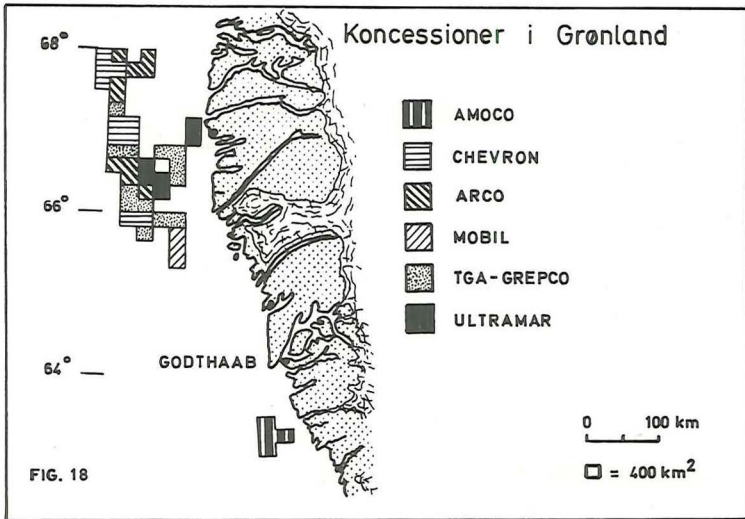 Koncessioner i Grønland
68°
66°
64°
GODTHAAB
AMOCO
CHEVRON
ARCO
MOBIL
TGA-GREPCO
ULTRAMAR
0 100 km
= 400 km²
FIG. 18